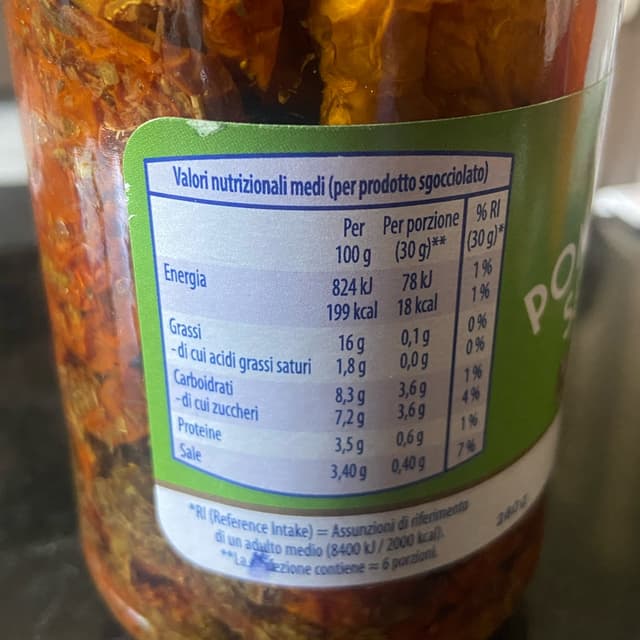 Valori nutrizionali medi (per prodotto sgocciolato)
Per 100 g Per porzione (30 g)** % RI (30 g)*
Energia 824 kJ 78 kJ 1%
199 kcal 18 kcal 1%
Grassi 16 g 0,1 g 0%
-di cui acidi grassi saturi 1,8 g 0,0 g 0%
Carboidrati 8,3 g 3,6 g 1%
-di cui zuccheri 7,2 g 3,6 g 4%
Proteine 3,5 g 0,6 g 1%
Sale 3,40 g 0,40 g 7%
*RI (Reference Intake) = Assunzioni di riferimento
di un adulto medio (8400 kJ / 2000 kcal).
**La contiene = 6 porzioni.
PO